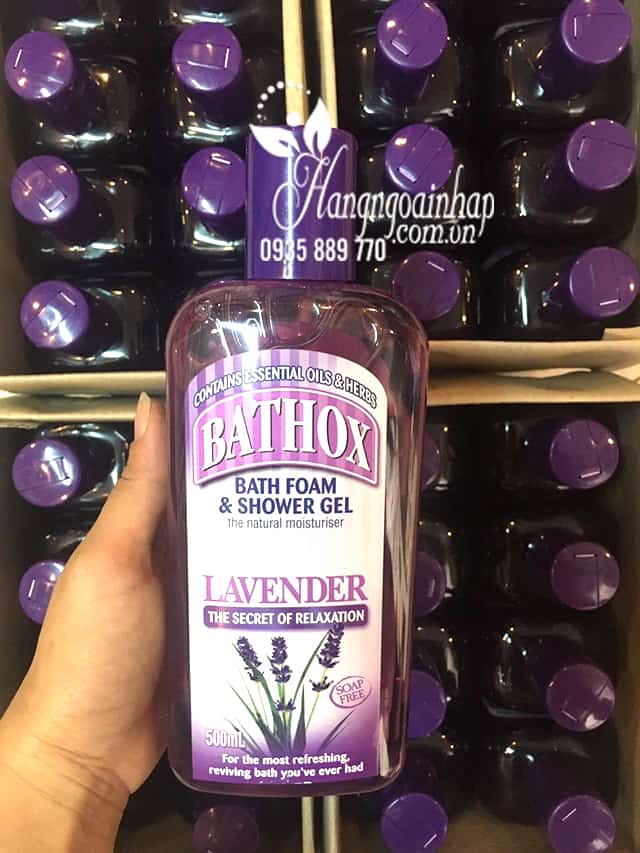 Hangngoainhap
.com.vn
0935 889 770
CONTAINS ESSENTIAL OILS & HERBS
BATHOX
BATH FOAM
& SHOWER GEL
the natural moisturiser
LAVENDER
THE SECRET OF RELAXATION
SOAP
FREE
500mL
For the most refreshing,
reviving bath you've ever had